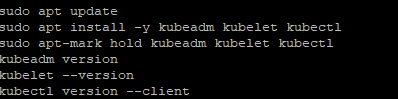 sudo apt update
sudo apt install -y kubeadm kubelet kubectl
sudo apt-mark hold kubeadm kubelet kubectl
kubeadm version
kubelet --version
kubectl version --client